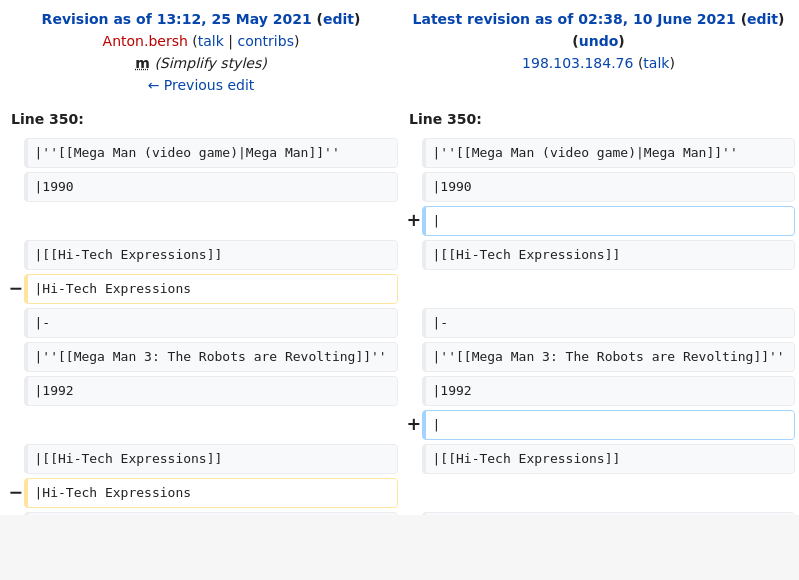 Revision as of 13:12, 25 May 2021 (edit)
Anton.bersh (talk | contribs)
m (Simplify styles)
← Previous edit
Latest revision as of 02:38, 10 June 2021 (edit)
(undo)
198.103.184.76 (talk)
Line 350:
Line 350:
|''[[Mega Man (video game)|Mega Man]]''
|''[[Mega Man (video game)|Mega Man]]''
|1990
|1990
+ |
|[[Hi-Tech Expressions]]
|[[Hi-Tech Expressions]]
− |Hi-Tech Expressions
|-
|-
|''[[Mega Man 3: The Robots are Revolting]]''
|''[[Mega Man 3: The Robots are Revolting]]''
|1992
|1992
+ |
|[[Hi-Tech Expressions]]
|[[Hi-Tech Expressions]]
− |Hi-Tech Expressions